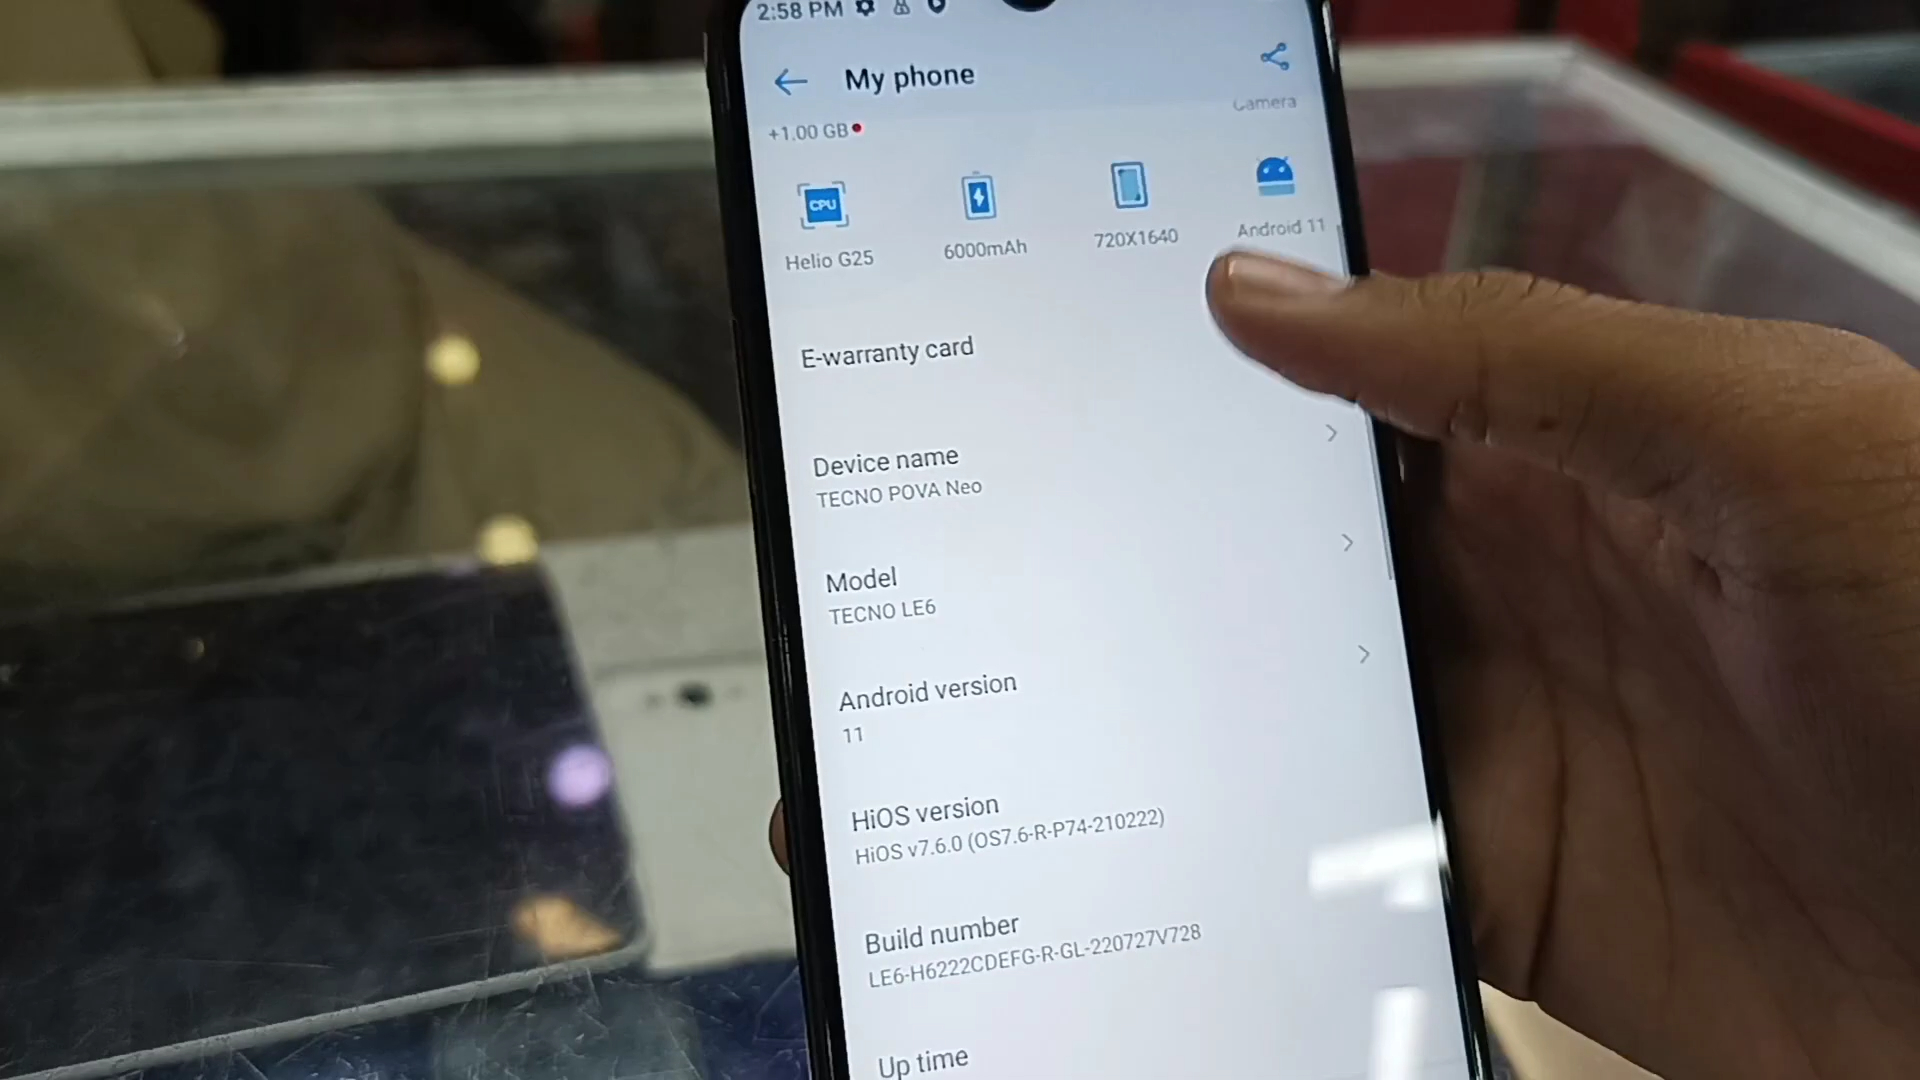 2:58 PM
My phone
Camera
+1.00 GB
CPU
Helio G25
6000mAh
720X1640
Android 11
E-warranty card
Device name
TECNO POVA Neo
Model
TECNO LE6
Android version
11
HiOS version
HiOS v7.6.0 (OS7.6-R-P74-210222)
Build number
LE6-H6222CDEFG-R-GL-220727V728
Up time